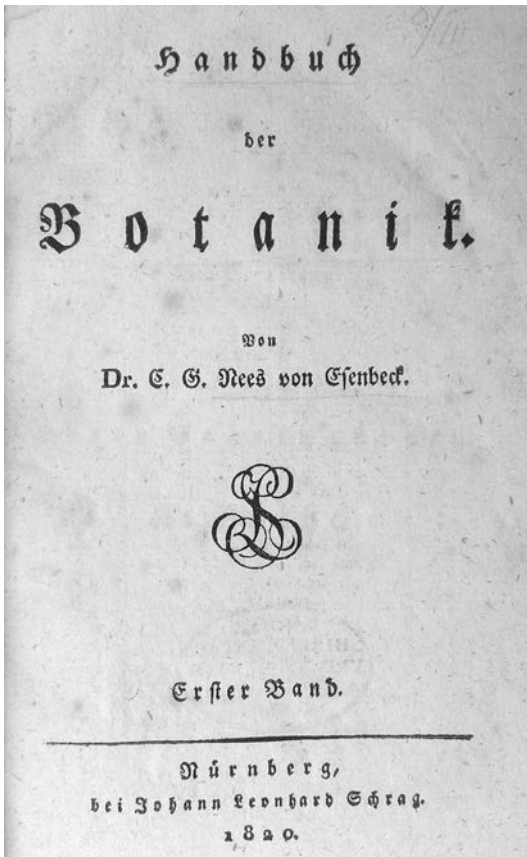 Handbuch
der
Botanik.
Von
Dr. C. G. Nees von Esenbeck.
Erster Band.
Nürnberg,
bei Johann Leonhard Schrag.
1820.